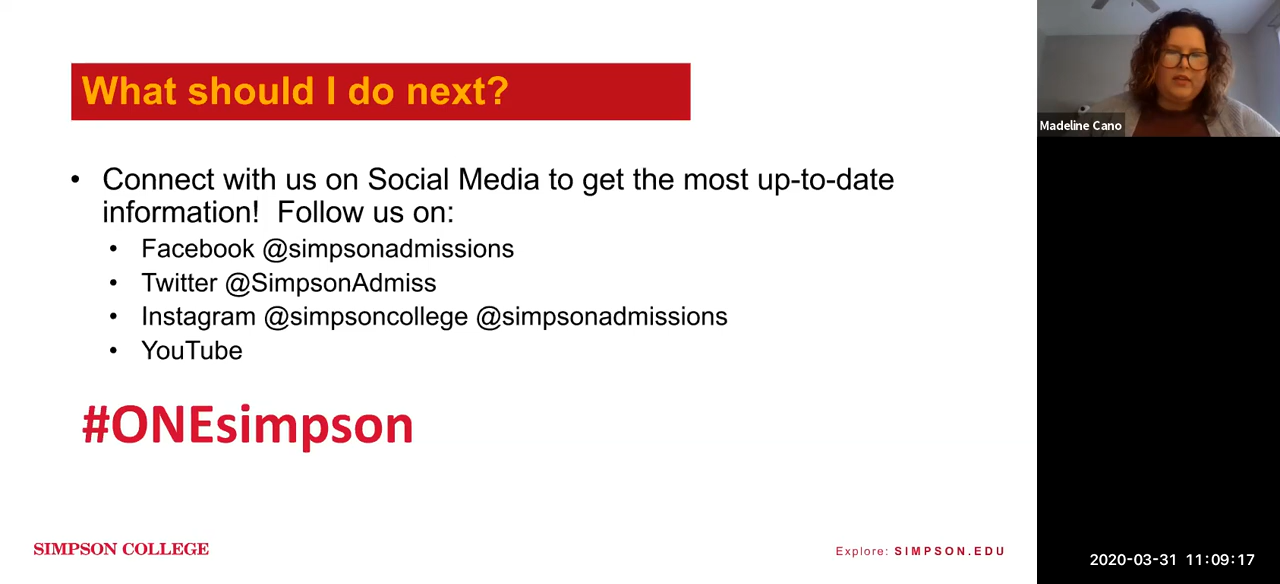 What should I do next?
• Connect with us on Social Media to get the most up-to-date
information!  Follow us on:
• Facebook @simpsonadmissions
• Twitter @SimpsonAdmiss
• Instagram @simpsoncollege @simpsonadmissions
• YouTube
#ONEsimpson
SIMPSON COLLEGE
Explore: SIMPSON.EDU
Madeline Cano
2020-03-31 11:09:17